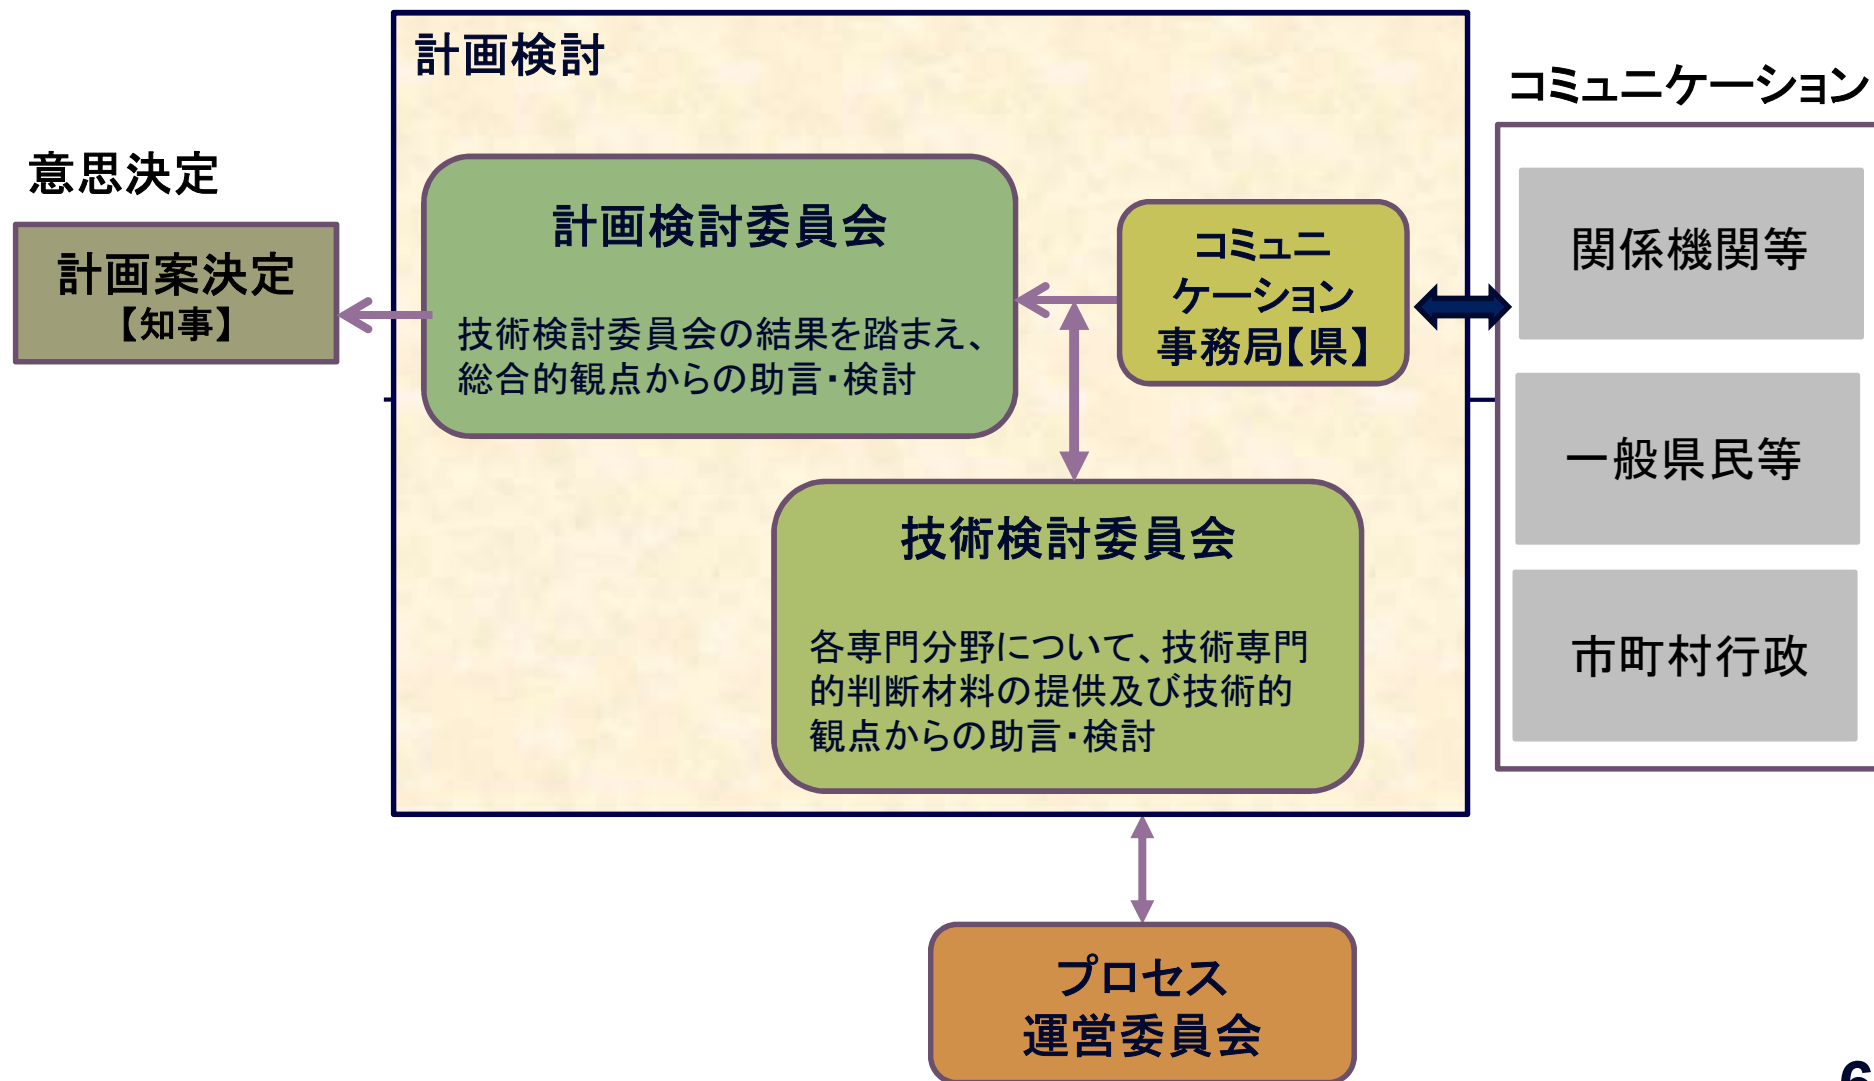 計画検討
コミュニケーション
意思決定
計画案決定
【知事】
計画検討委員会
技術検討委員会の結果を踏まえ、
総合的観点からの助言・検討
コミュニ
ケーション
事務局【県】
関係機関等
一般県民等
市町村行政
技術検討委員会
各専門分野について、技術専門
的判断材料の提供及び技術的
観点からの助言・検討
プロセス
運営委員会
6